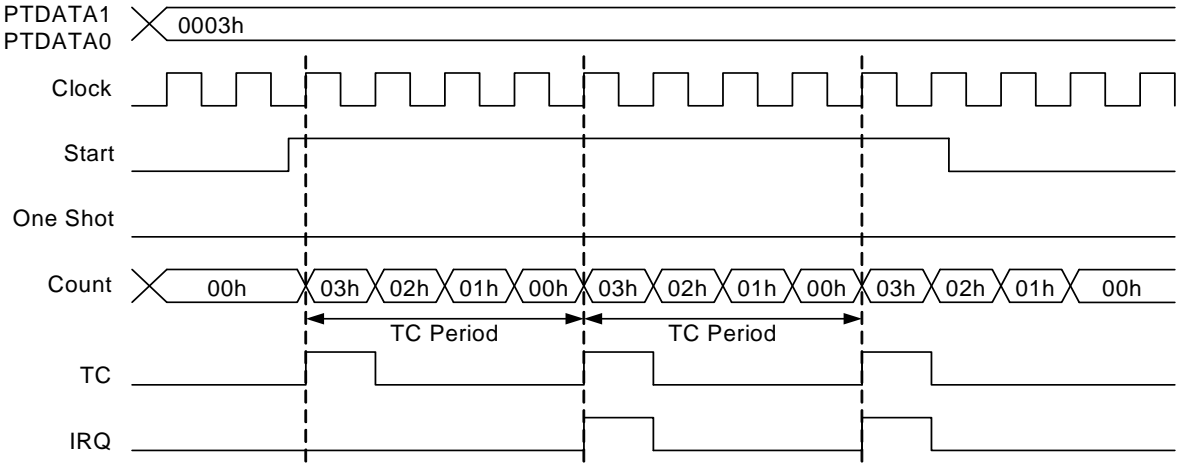 PTDATA1
PTDATA0
0003h
Clock
Start
One Shot
Count
00h 03h 02h 01h 00h 03h 02h 01h 00h 03h 02h 01h 00h
TC Period TC Period
TC
IRQ